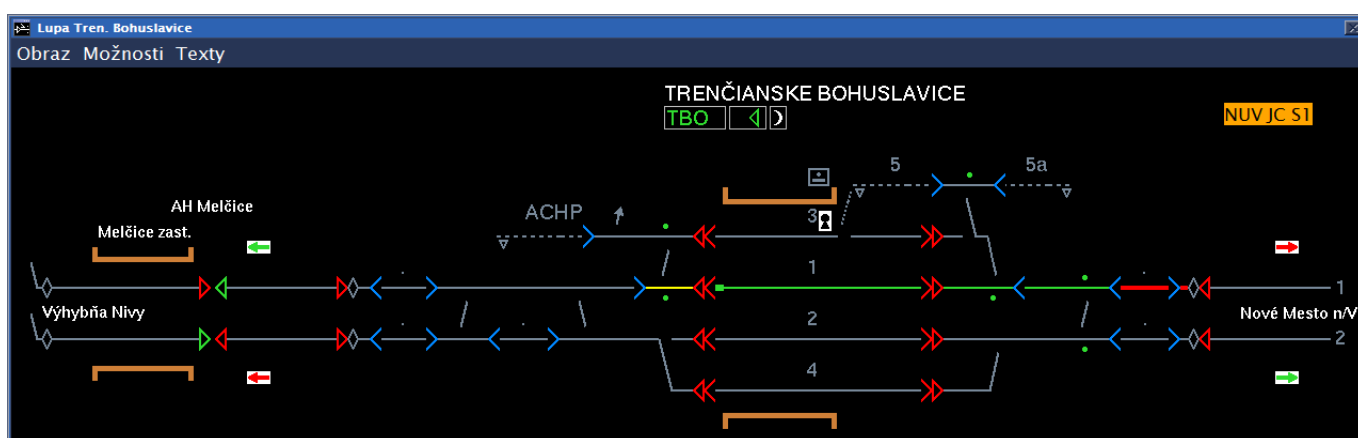 Lupa Tren. Bohuslavice
Obraz Možnosti Texty
TRENČIANSKE BOHUSLAVICE
TBO
NUV JC S1
5 5a
AH Melčice
ACHP
3
Melčice zast.
1
1
Výhybňa Nivy
2
Nové Mesto n/V
2
4